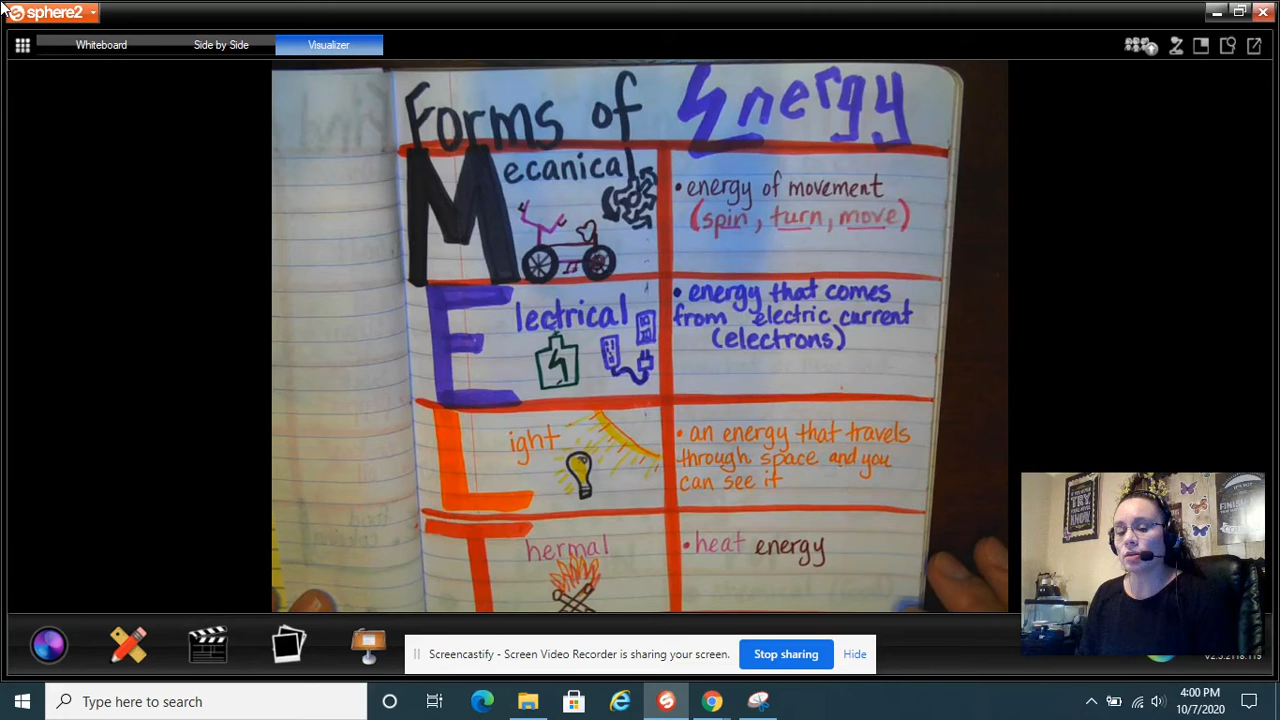 sphere2
Whiteboard
Side by Side
Visualizer
Forms of Energy
Mecanical
• energy of movement
(spin, turn, move)
Electrical
• energy that comes
from electric current
(electrons)
Light
• an energy that travels
through space and you
can see it
Thermal
• heat energy
TRY
KNOW
FINISH
Screencastify - Screen Video Recorder is sharing your screen.
Stop sharing
Hide
Type here to search
4:00 PM
10/7/2020